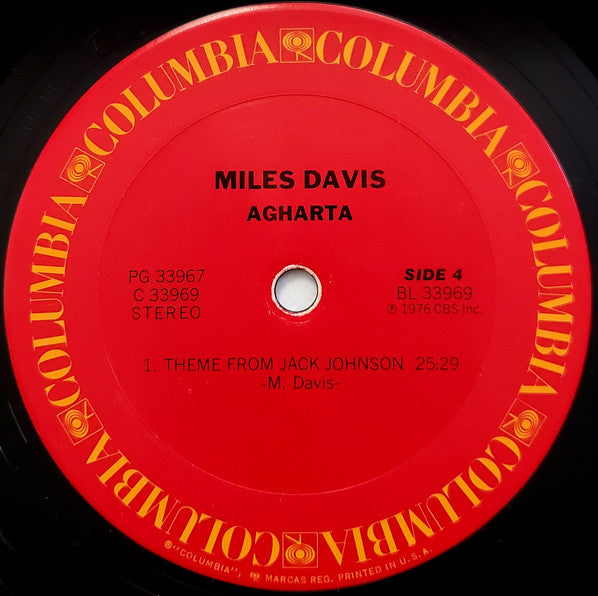 COLUMBIA COLUMBIA COLUMBIA COLUMBIA COLUMBIA COLUMBIA COLUMBIA
MILES DAVIS
AGHARTA
PG 33967
C 33969
STEREO
SIDE 4
BL 33969
℗ 1976 CBS Inc.
1. THEME FROM JACK JOHNSON 25:29
-M. Davis-
®"COLUMBIA", MARCAS REG. PRINTED IN U.S.A.